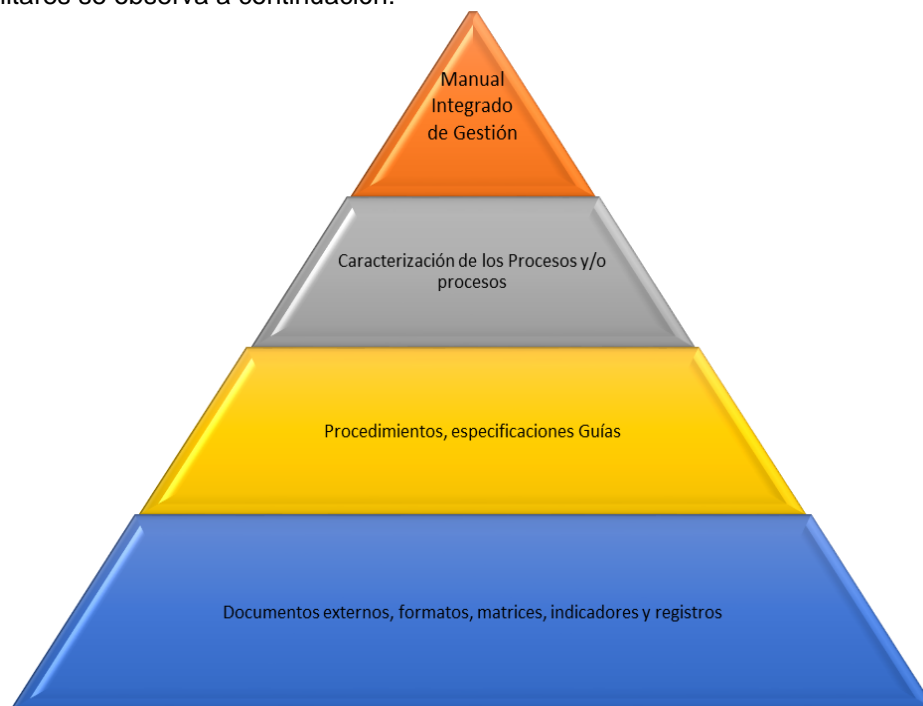 se observa a continuación.
Manual
Integrado
de Gestión
Caracterización de los Procesos y/o
procesos
Procedimientos, especificaciones Guías
Documentos externos, formatos, matrices, indicadores y registros